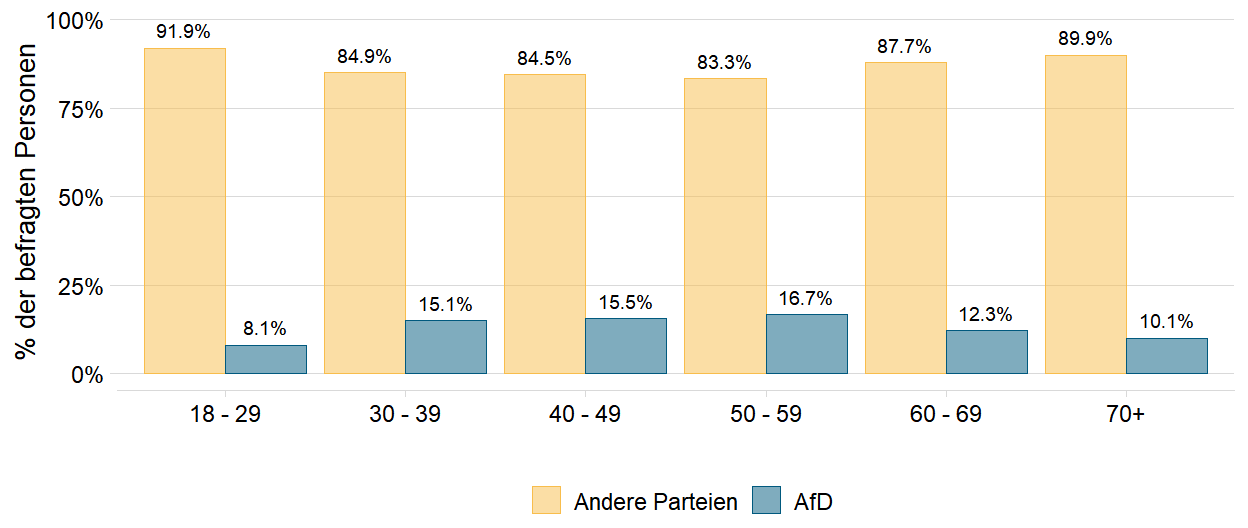 % der befragten Personen
100%
75%
50%
25%
0%
91.9%
8.1%
84.9%
15.1%
84.5%
15.5%
83.3%
16.7%
87.7%
12.3%
89.9%
10.1%
18 - 29
30 - 39
40 - 49
50 - 59
60 - 69
70+
Andere Parteien
AfD